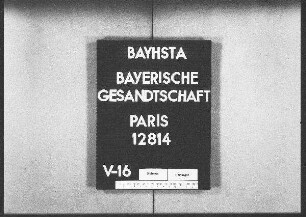 BAYHSTA
BAYERISCHE
GESANDTSCHAFT
PARIS
12814
V-16